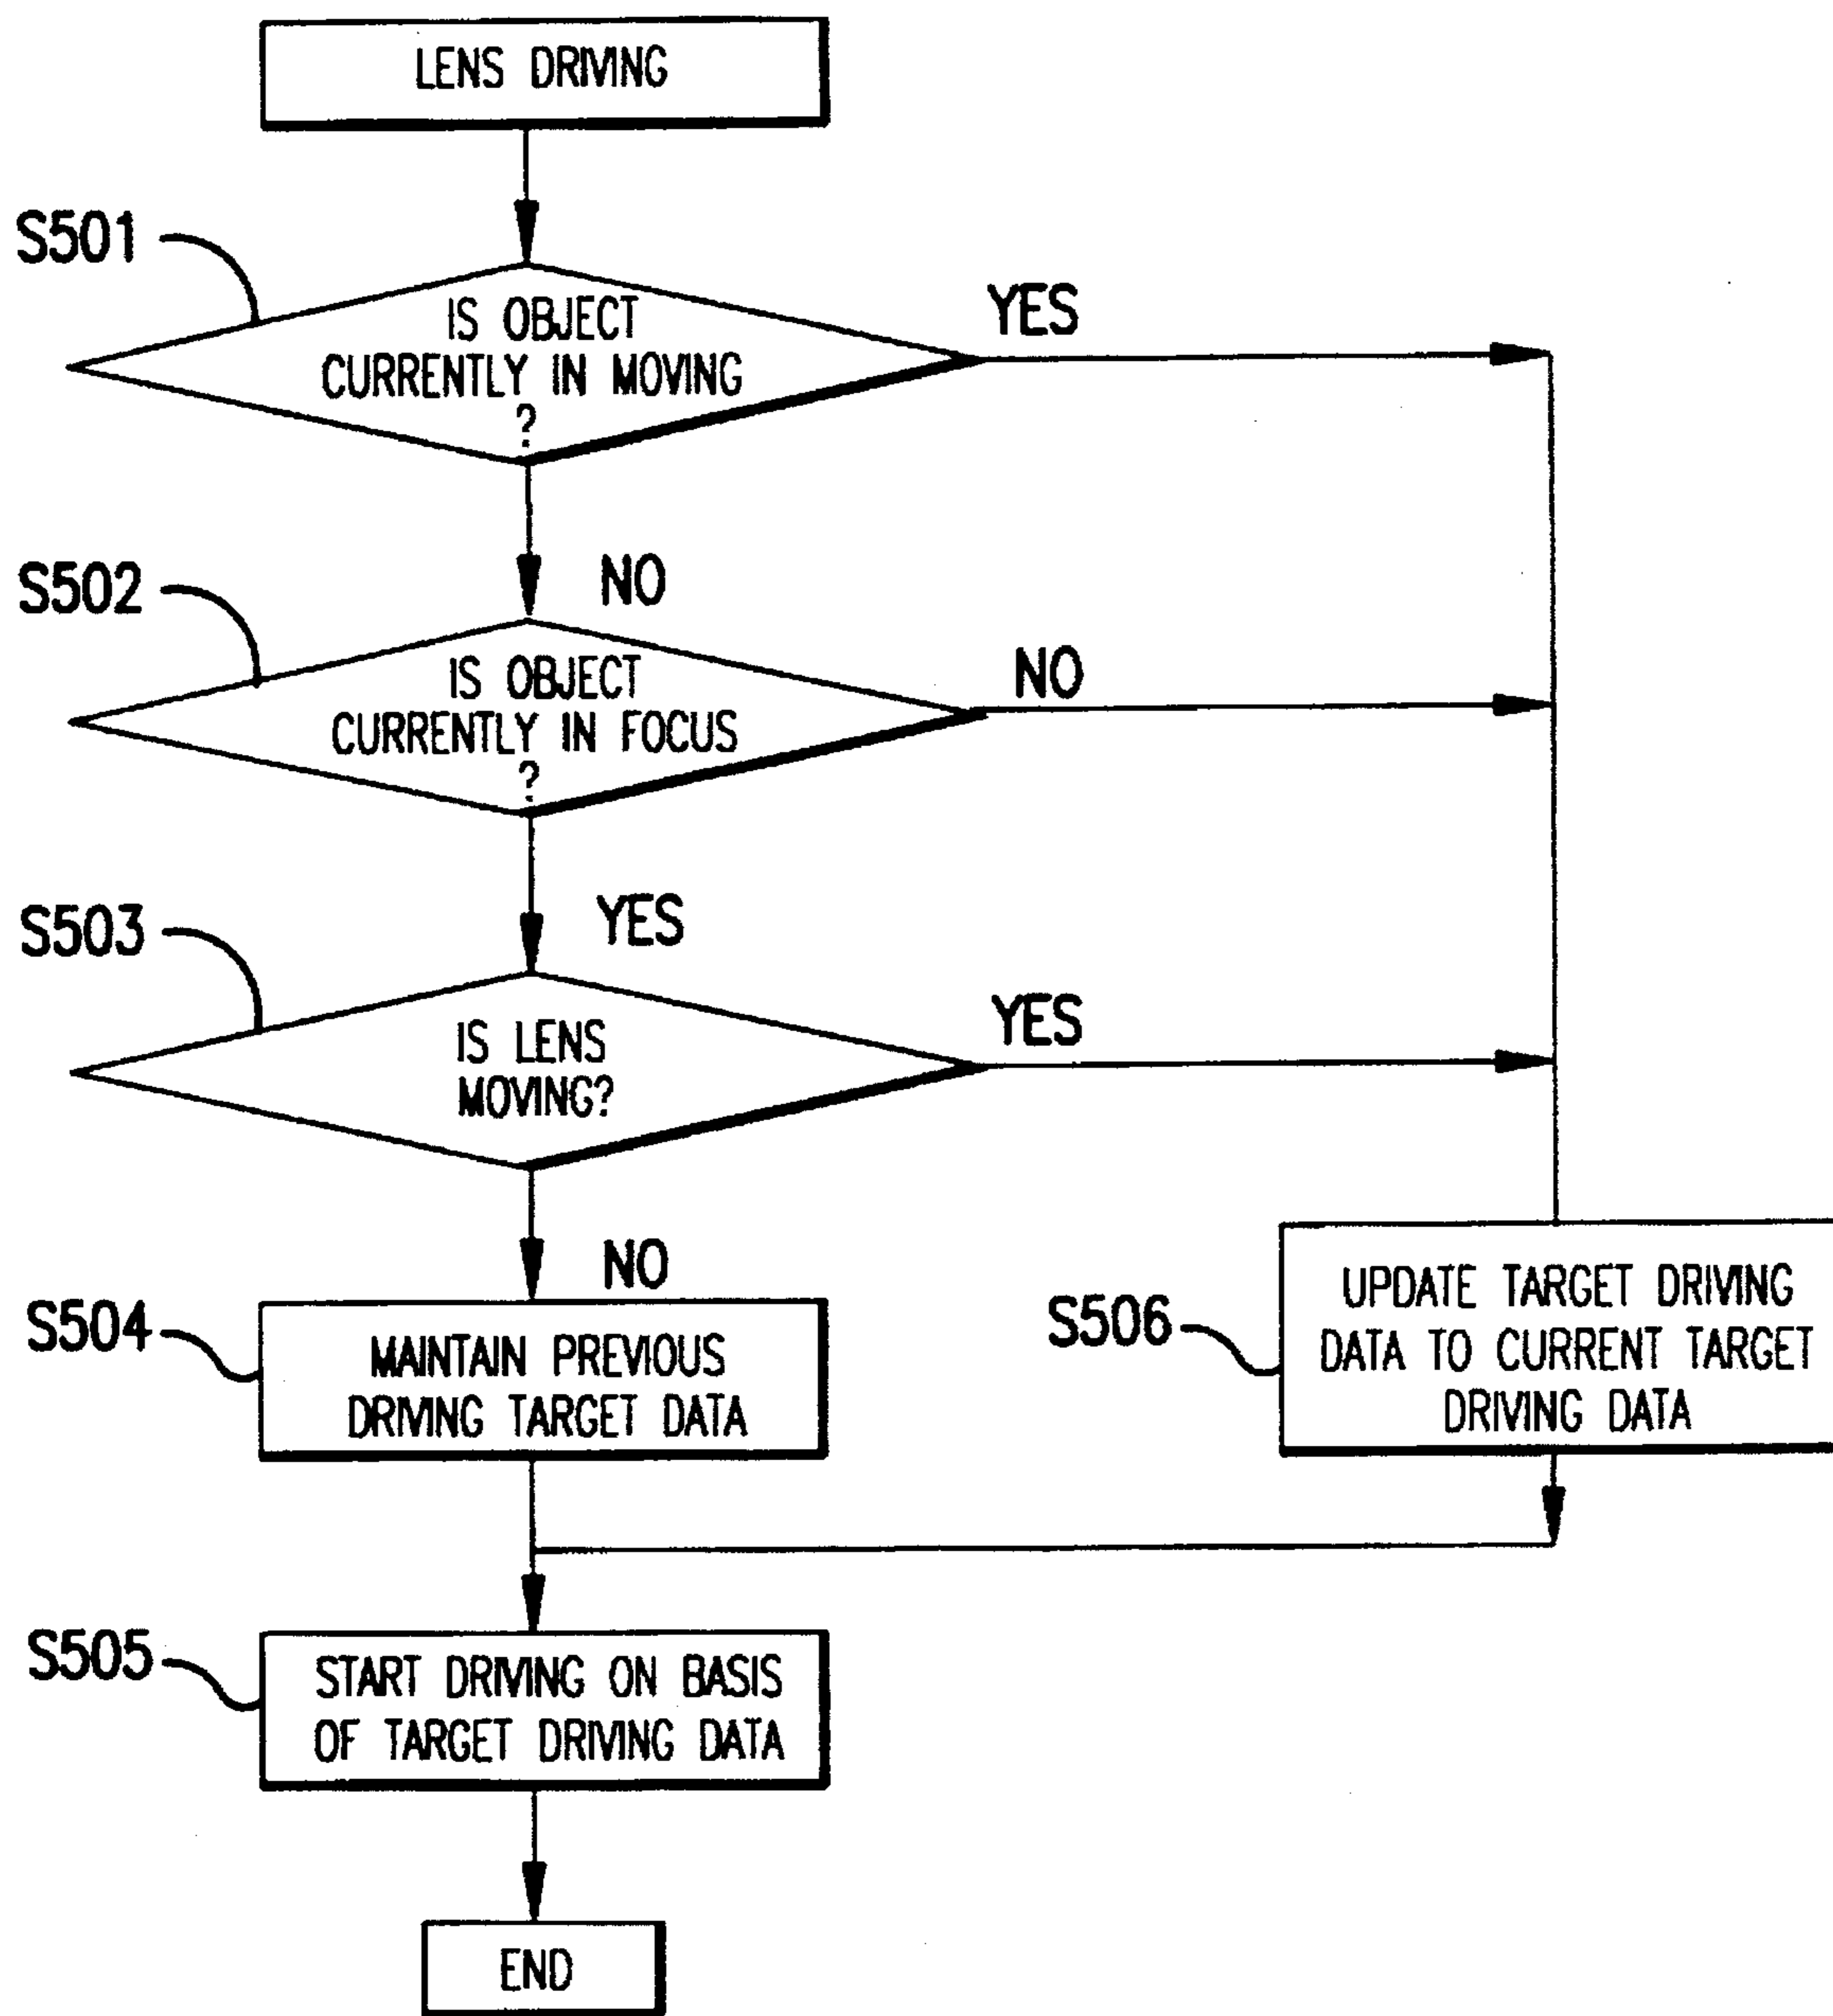 LENS DRIVING
S501
IS OBJECT
CURRENTLY IN MOVING
?
YES
NO
S502
IS OBJECT
CURRENTLY IN FOCUS
?
NO
YES
S503
IS LENS
MOVING?
YES
NO
S504
MAINTAIN PREVIOUS
DRIVING TARGET DATA
S506
UPDATE TARGET DRIVING
DATA TO CURRENT TARGET
DRIVING DATA
S505
START DRIVING ON BASIS
OF TARGET DRIVING DATA
END